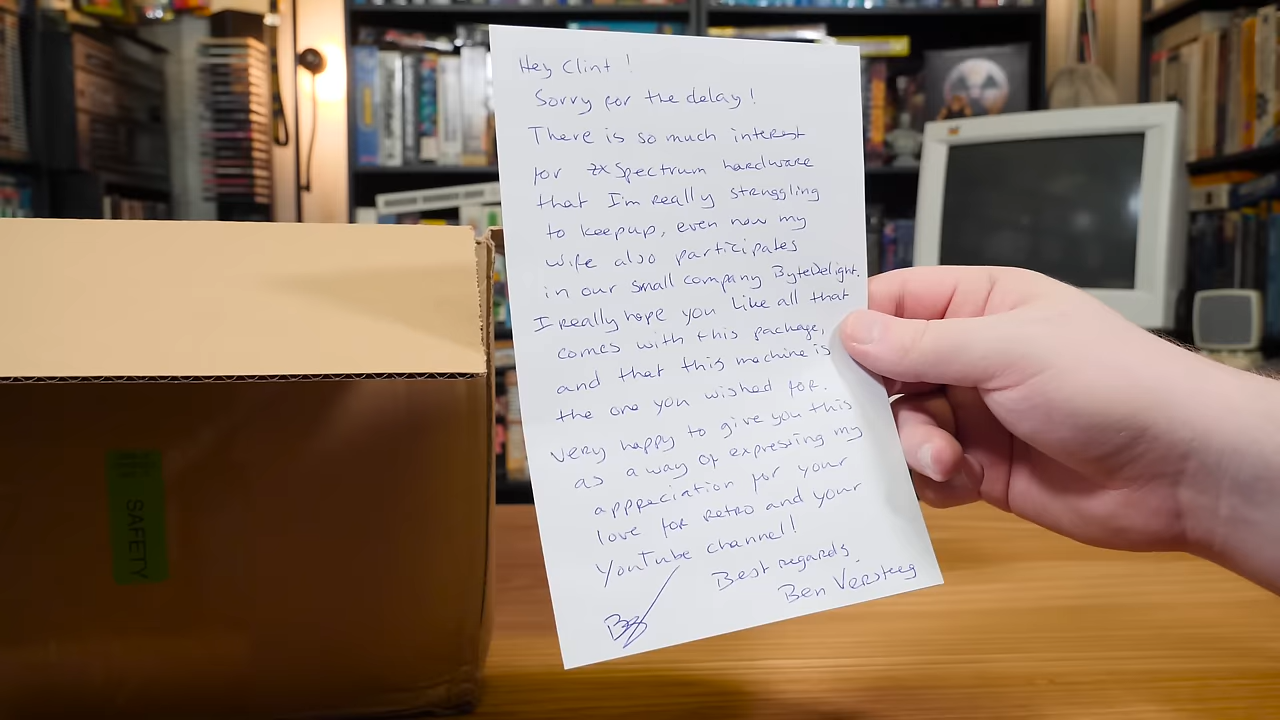 Hey Clint !
Sorry for the delay!
There is so much interest
for ZX Spectrum hardware
that I'm really struggling
to keepup, even now my
wife also participates
in our small company ByteDelight.
I really hope you like all that
comes with this package,
and that this machine is
the one you wished for.
Very happy to give you this
as a way of expressing my
appreciation for your
love for retro and your
YouTube channel!
Best regards
Ben Versteeg
SAFETY